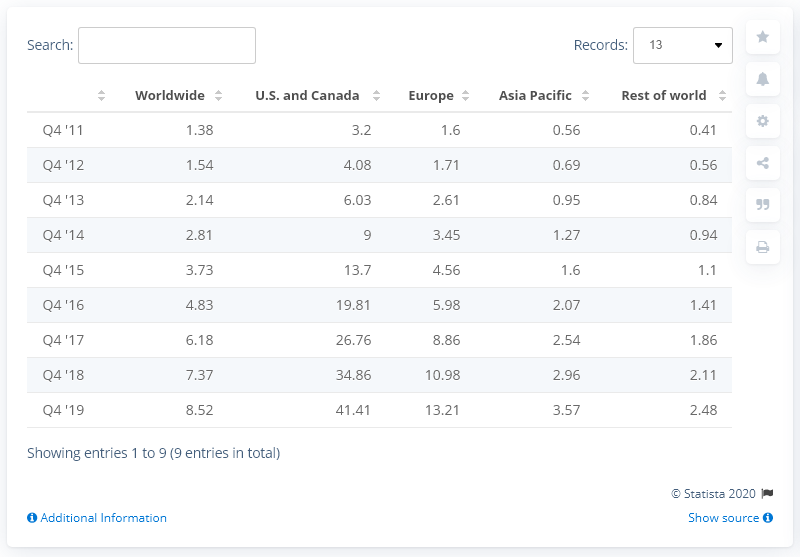 Search: Records: 13
Worldwide U.S. and Canada Europe Asia Pacific Rest of world
Q4 '11 1.38 3.2 1.6 0.56 0.41
Q4 '12 1.54 4.08 1.71 0.69 0.56
Q4 '13 2.14 6.03 2.61 0.95 0.84
Q4 '14 2.81 9 3.45 1.27 0.94
Q4 '15 3.73 13.7 4.56 1.6 1.1
Q4 '16 4.83 19.81 5.98 2.07 1.41
Q4 '17 6.18 26.76 8.86 2.54 1.86
Q4 '18 7.37 34.86 10.98 2.96 2.11
Q4 '19 8.52 41.41 13.21 3.57 2.48
Showing entries 1 to 9 (9 entries in total)
© Statista 2020
Additional Information Show source